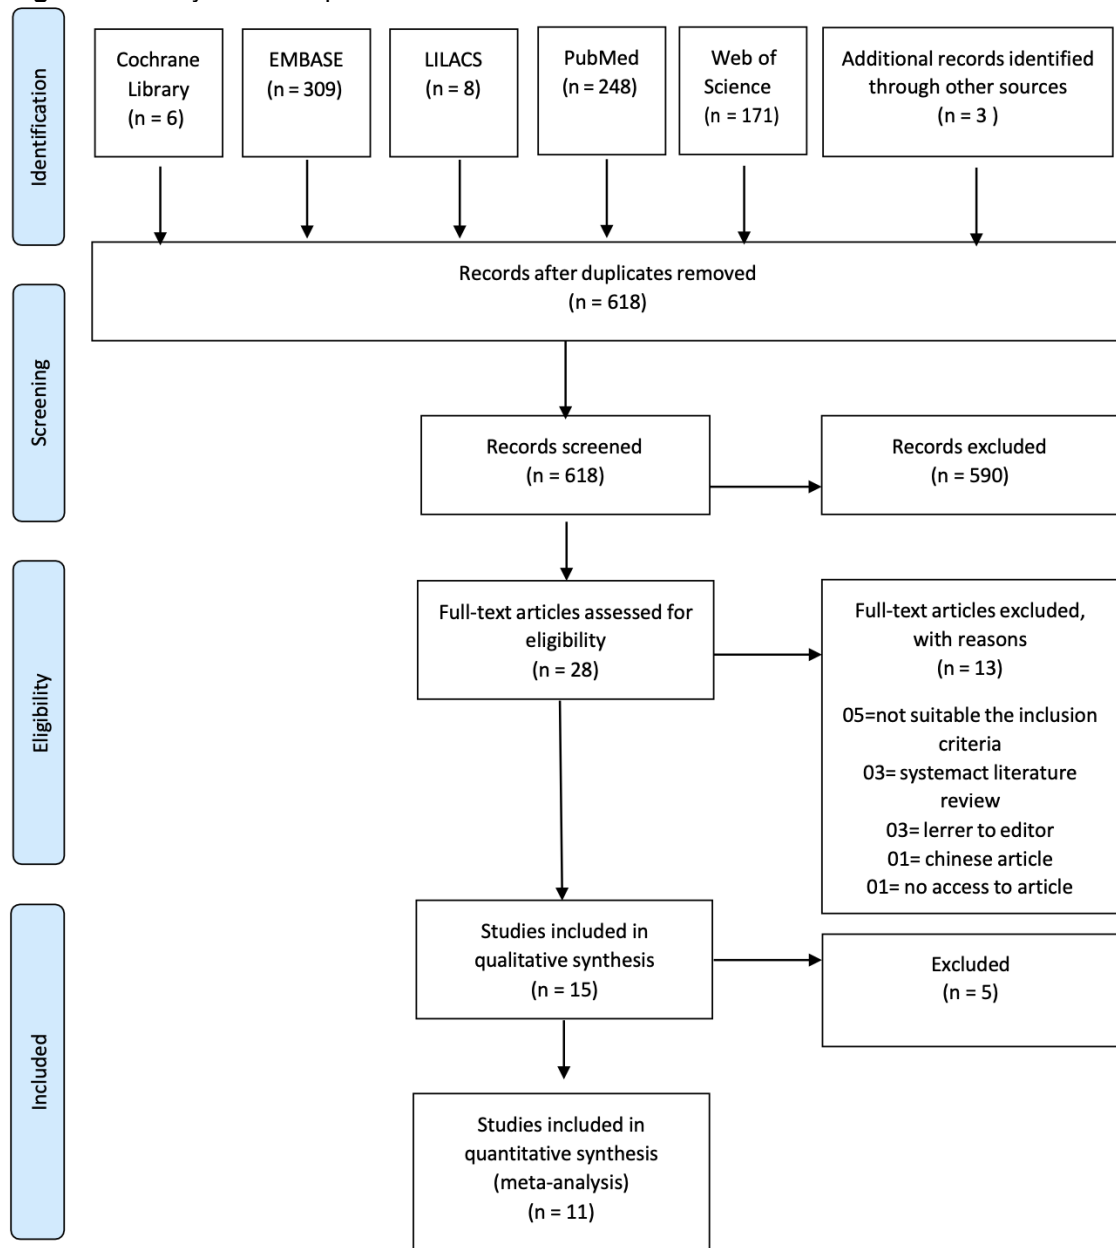 Identification
Cochrane
Library
(n = 6)
EMBASE
(n = 309)
LILACS
(n = 8)
PubMed
(n = 248)
Web of
Science
(n = 171)
Additional records identified
through other sources
(n = 3 )
Records after duplicates removed
(n = 618)
Screening
Records screened
(n = 618)
Records excluded
(n = 590)
Eligibility
Full-text articles assessed for
eligibility
(n = 28)
Full-text articles excluded,
with reasons
(n = 13)
05=not suitable the inclusion
criteria
03= systemact literature
review
03= lerrer to editor
01= chinese article
01= no access to article
Included
Studies included in
qualitative synthesis
(n = 15)
Excluded
(n = 5)
Studies included in
quantitative synthesis
(meta-analysis)
(n = 11)